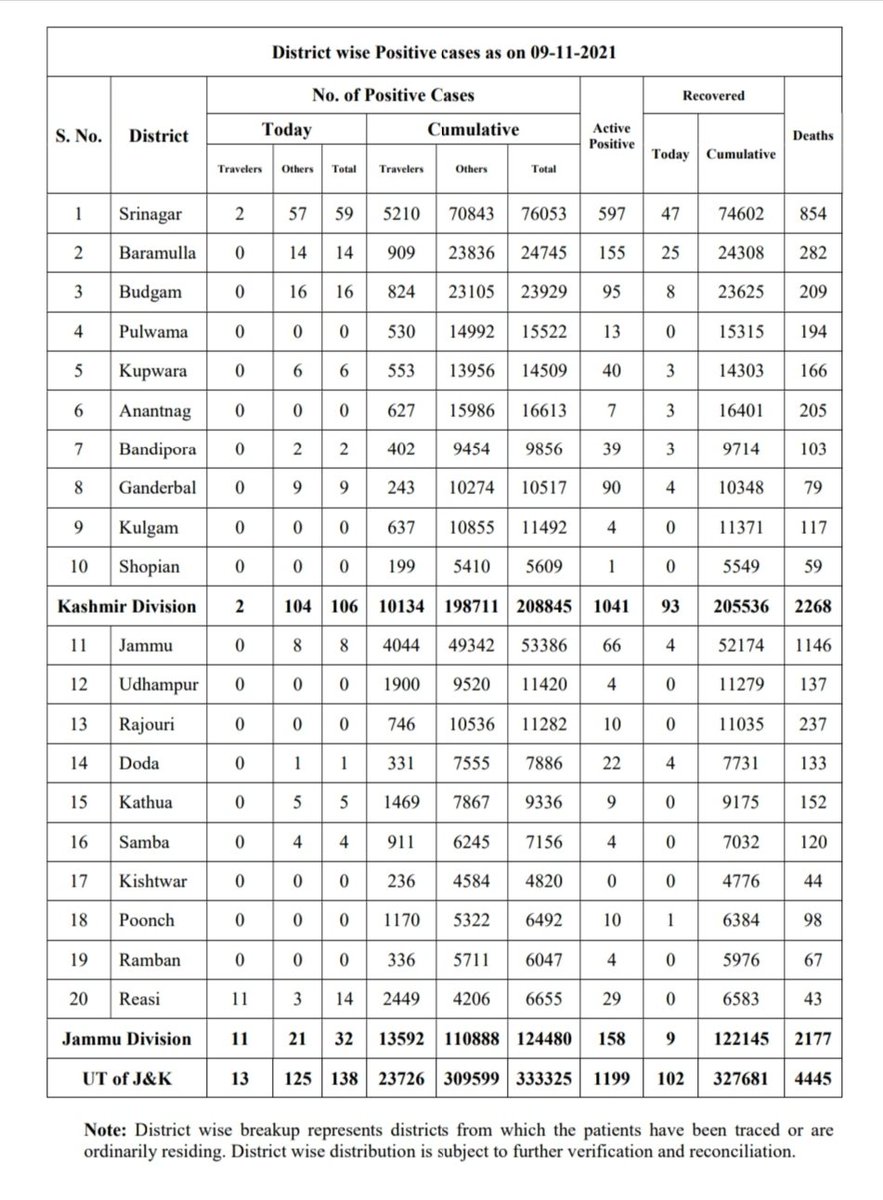 District wise Positive cases as on 09-11-2021
S. No. District No. of Positive Cases Active Positive Recovered Deaths
Today Cumulative Today Cumulative
Travelers Others Total Travelers Others Total
1 Srinagar 2 57 59 5210 70843 76053 597 47 74602 854
2 Baramulla 0 14 14 909 23836 24745 155 25 24308 282
3 Budgam 0 16 16 824 23105 23929 95 8 23625 209
4 Pulwama 0 0 0 530 14992 15522 13 0 15315 194
5 Kupwara 0 6 6 553 13956 14509 40 3 14303 166
6 Anantnag 0 0 0 627 15986 16613 7 3 16401 205
7 Bandipora 0 2 2 402 9454 9856 39 3 9714 103
8 Ganderbal 0 9 9 243 10274 10517 90 4 10348 79
9 Kulgam 0 0 0 637 10855 11492 4 0 11371 117
10 Shopian 0 0 0 199 5410 5609 1 0 5549 59
Kashmir Division 2 104 106 10134 198711 208845 1041 93 205536 2268
11 Jammu 0 8 8 4044 49342 53386 66 4 52174 1146
12 Udhampur 0 0 0 1900 9520 11420 4 0 11279 137
13 Rajouri 0 0 0 746 10536 11282 10 0 11035 237
14 Doda 0 1 1 331 7555 7886 22 4 7731 133
15 Kathua 0 5 5 1469 7867 9336 9 0 9175 152
16 Samba 0 4 4 911 6245 7156 4 0 7032 120
17 Kishtwar 0 0 0 236 4584 4820 0 0 4776 44
18 Poonch 0 0 0 1170 5322 6492 10 1 6384 98
19 Ramban 0 0 0 336 5711 6047 4 0 5976 67
20 Reasi 11 3 14 2449 4206 6655 29 0 6583 43
Jammu Division 11 21 32 13592 110888 124480 158 9 122145 2177
UT of J&K 13 125 138 23726 309599 333325 1199 102 327681 4445
Note: District wise breakup represents districts from which the patients have been traced or are
ordinarily residing. District wise distribution is subject to further verification and reconciliation.